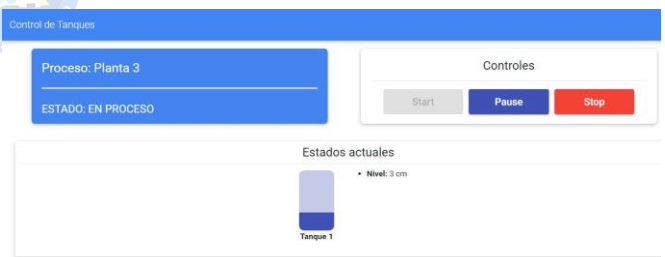 Control de Tanques
Proceso: Planta 3
ESTADO: EN PROCESO
Controles
Start Pause Stop
Estados actuales
• Nivel: 3 cm
Tanque 1